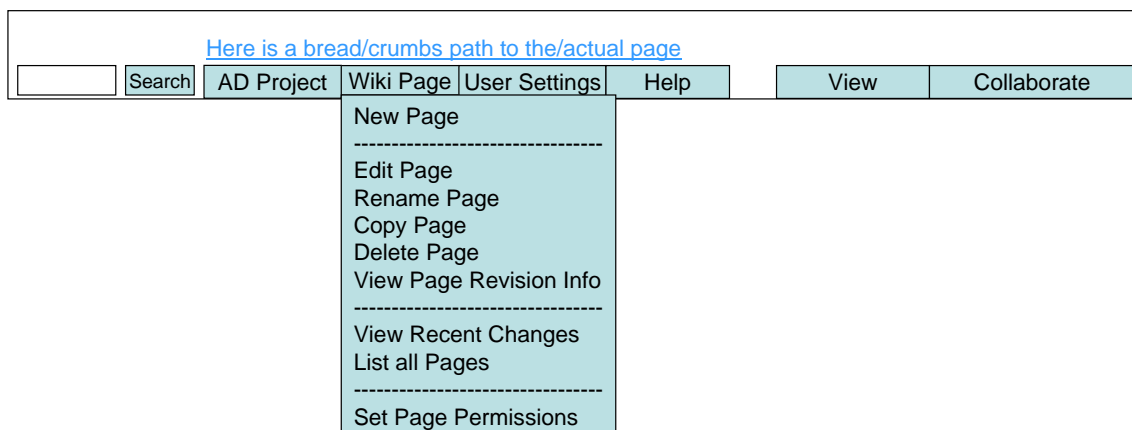 Here is a bread/crumbs path to the/actual page
Search AD Project Wiki Page User Settings Help View Collaborate
New Page
---------------------------------
Edit Page
Rename Page
Copy Page
Delete Page
View Page Revision Info
---------------------------------
View Recent Changes
List all Pages
---------------------------------
Set Page Permissions